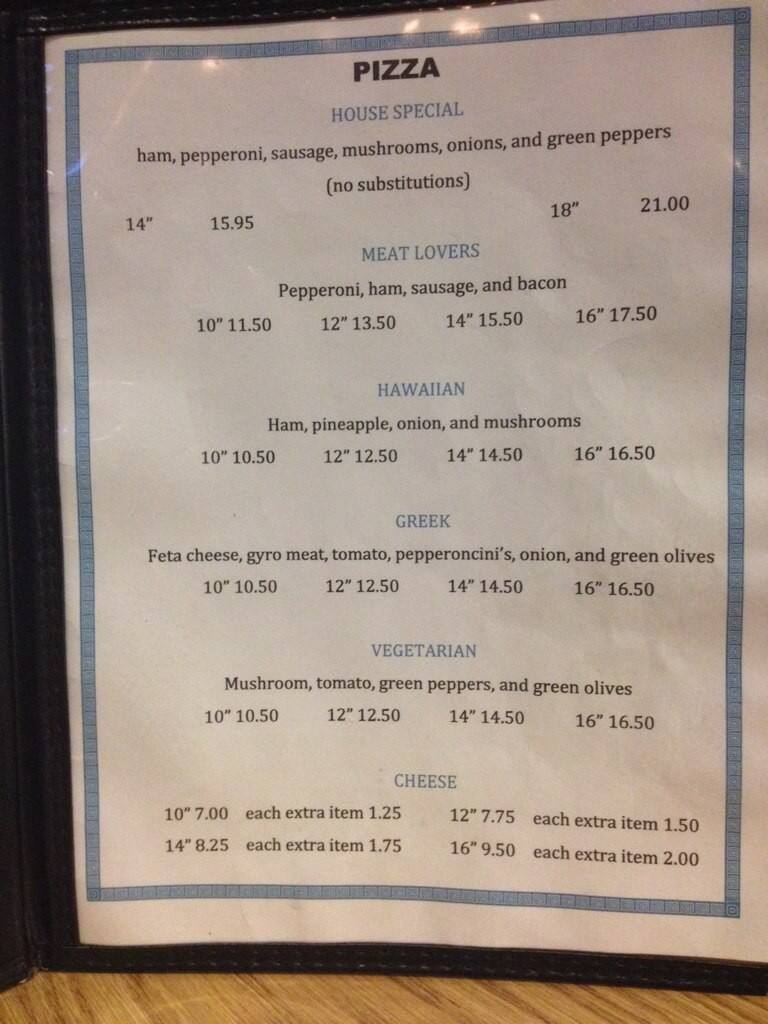 PIZZA
HOUSE SPECIAL
ham, pepperoni, sausage, mushrooms, onions, and green peppers
(no substitutions)
14" 15.95 18" 21.00
MEAT LOVERS
Pepperoni, ham, sausage, and bacon
10" 11.50 12" 13.50 14" 15.50 16" 17.50
HAWAIIAN
Ham, pineapple, onion, and mushrooms
10" 10.50 12" 12.50 14" 14.50 16" 16.50
GREEK
Feta cheese, gyro meat, tomato, pepperoncini's, onion, and green olives
10" 10.50 12" 12.50 14" 14.50 16" 16.50
VEGETARIAN
Mushroom, tomato, green peppers, and green olives
10" 10.50 12" 12.50 14" 14.50 16" 16.50
CHEESE
10" 7.00 each extra item 1.25 12" 7.75 each extra item 1.50
14" 8.25 each extra item 1.75 16" 9.50 each extra item 2.00